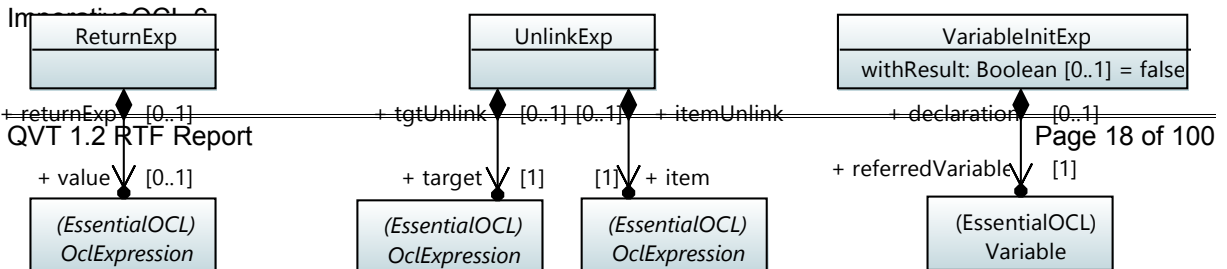 ImperativeOCL 6
ReturnExp UnlinkExp VariableInitExp
withResult: Boolean [0..1] = false
+ returnExp [0..1] + tgtUnlink [0..1] [0..1] + itemUnlink + declaration [0..1]
QVT 1.2 RTF Report Page 18 of 100
+ value [0..1] + target [1] [1] + item + referredVariable [1]
(EssentialOCL) (EssentialOCL) (EssentialOCL) (EssentialOCL)
OclExpression OclExpression OclExpression Variable